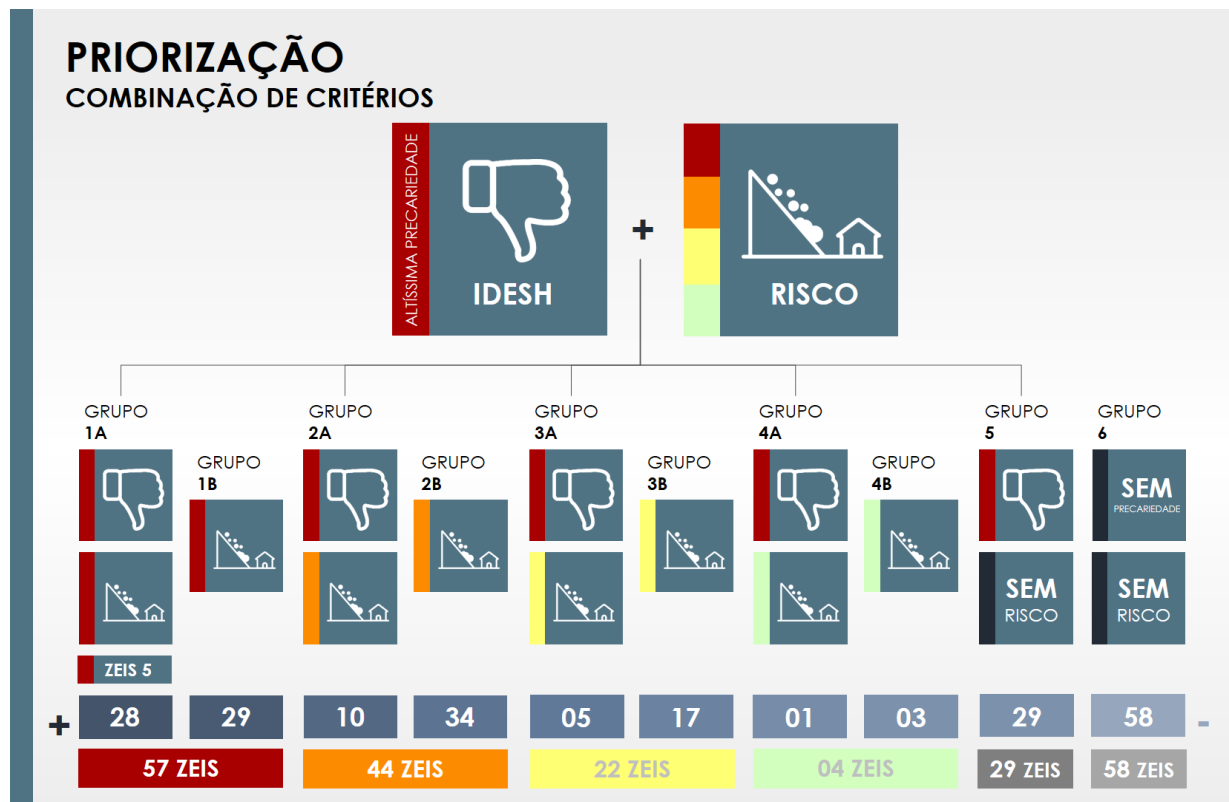 PRIORIZAÇÃO
COMBINAÇÃO DE CRITÉRIOS
ALTÍSSIMA PRECARIEDADE
IDESH
+
RISCO
GRUPO
1A
GRUPO
1B
GRUPO
2A
GRUPO
2B
GRUPO
3A
GRUPO
3B
GRUPO
4A
GRUPO
4B
GRUPO
5
GRUPO
6
SEM
PRECARIEDADE
SEM
RISCO
SEM
RISCO
ZEIS 5
+ 28 29 10 34 05 17 01 03 29 58 -
57 ZEIS 44 ZEIS 22 ZEIS 04 ZEIS 29 ZEIS 58 ZEIS